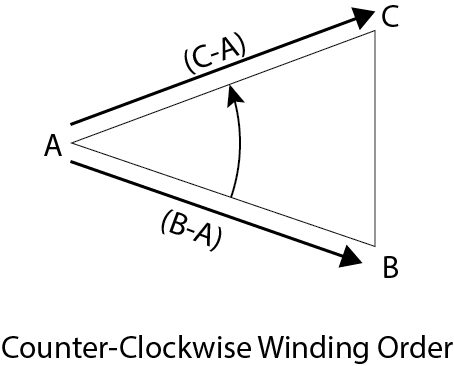 C
(C-A)
A
(B-A)
B
Counter-Clockwise Winding Order